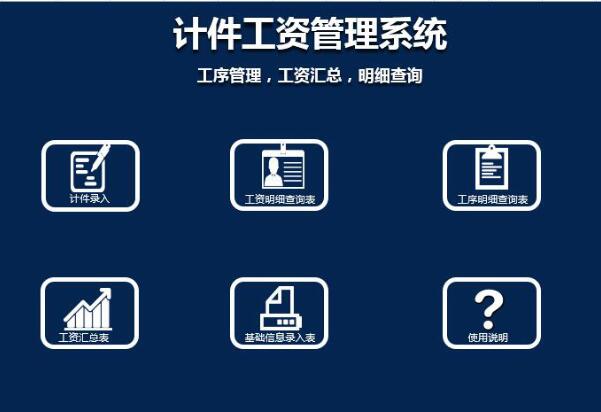 计件工资管理系统
工序管理，工资汇总，明细查询
计件录入
工资明细查询表
工序明细查询表
工资汇总表
基础信息录入表
?
使用说明